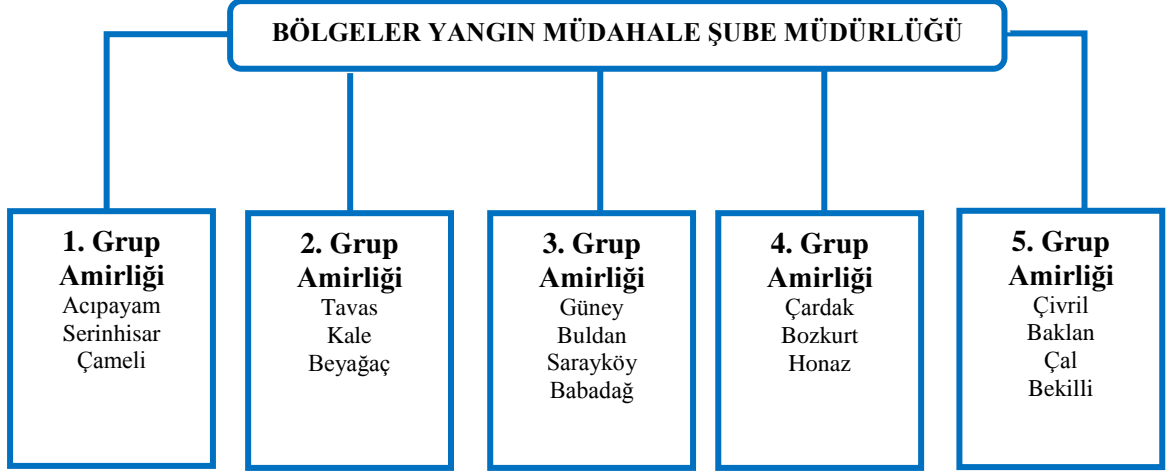 BÖLGELER YANGIN MÜDAHALE ŞUBE MÜDÜRLÜĞÜ
1. Grup
Amirliği
Acıpayam
Serinhisar
Çameli
2. Grup
Amirliği
Tavas
Kale
Beyağaç
3. Grup
Amirliği
Güney
Buldan
Sarayköy
Babadağ
4. Grup
Amirliği
Çardak
Bozkurt
Honaz
5. Grup
Amirliği
Çivril
Baklan
Çal
Bekilli